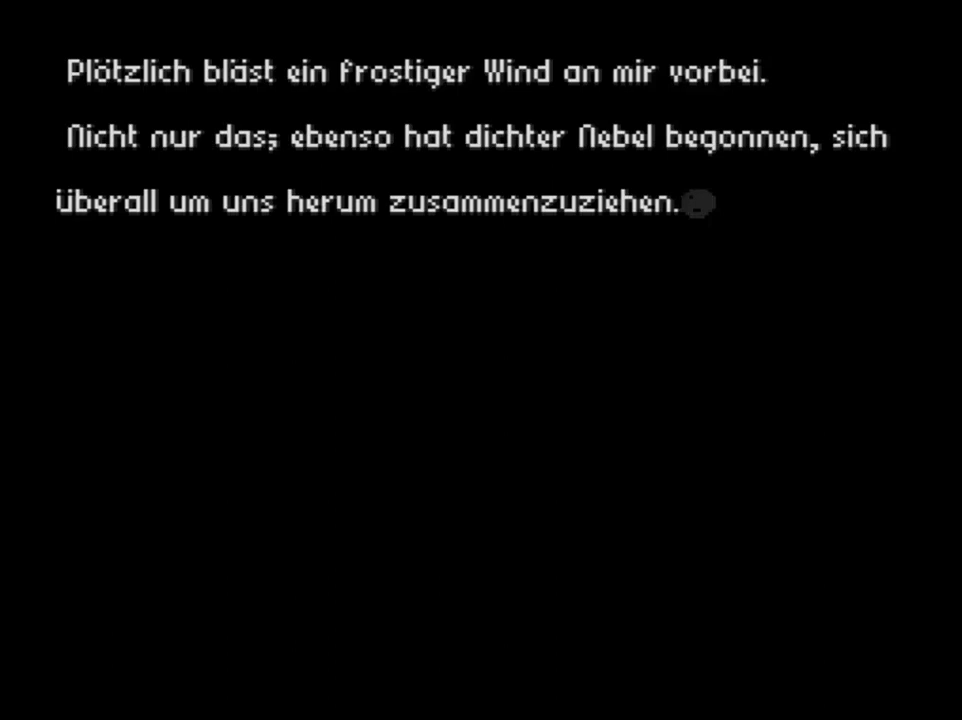 Plötzlich bläst ein frostiger Wind an mir vorbei.
Nicht nur das; ebenso hat dichter Nebel begonnen, sich
überall um uns herum zusammenzuziehen.